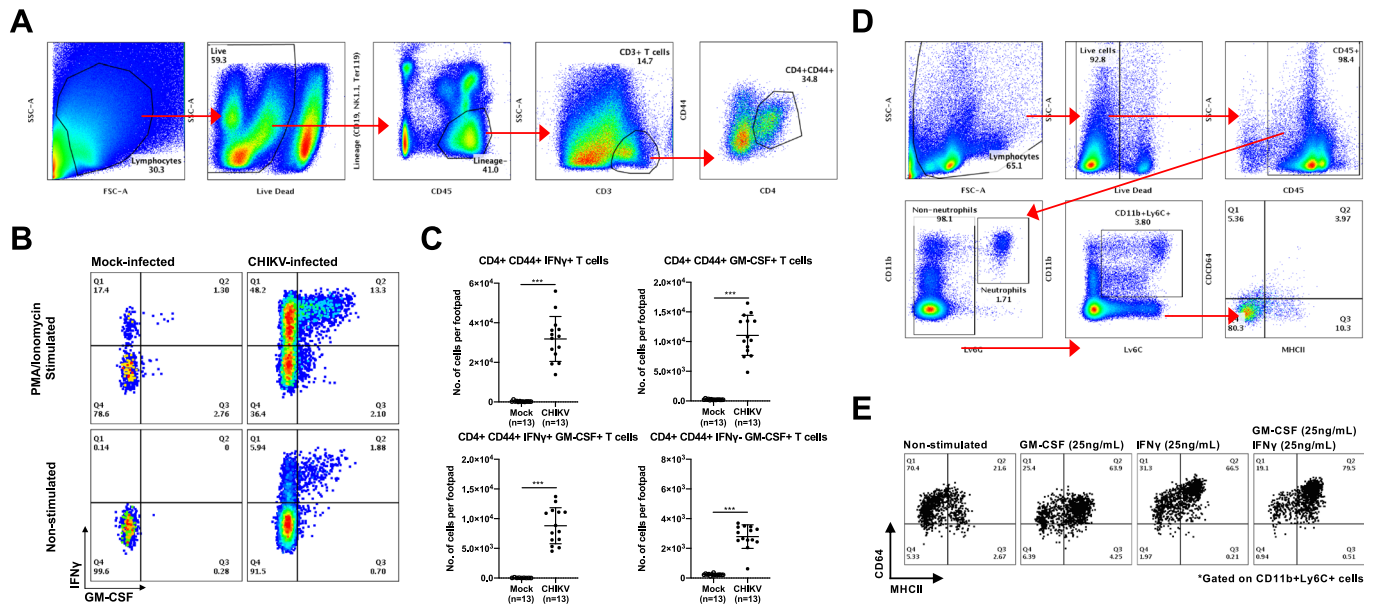 A
SSC-A
Lymphocytes
30.3
FSC-A
Live
59.3
SSC-A
Live Dead
Lineage (CD19, NK1.1, Ter119)
Lineage-
41.0
CD45
SSC-A
CD3+ T cells
14.7
CD3
CD44
CD4+CD44+
34.8
CD4
B
Mock-infected
CHIKV-infected
PMA/Ionomycin
Stimulated
Q1
17.4
Q2
1.30
Q4
78.6
Q3
2.76
Q1
48.2
Q2
13.3
Q4
36.4
Q3
2.10
Non-stimulated
Q1
0.14
Q2
0
Q4
99.6
Q3
0.28
Q1
5.94
Q2
1.88
Q4
91.5
Q3
0.70
IFNγ
GM-CSF
C
CD4+ CD44+ IFNγ+ T cells
No. of cells per footpad
6×10⁴
4×10⁴
2×10⁴
0
***
Mock
(n=13)
CHIKV
(n=13)
CD4+ CD44+ GM-CSF+ T cells
No. of cells per footpad
2.0×10⁴
1.5×10⁴
1.0×10⁴
5.0×10³
0.0
***
Mock
(n=13)
CHIKV
(n=13)
CD4+ CD44+ IFNγ+ GM-CSF+ T cells
No. of cells per footpad
2.0×10⁴
1.5×10⁴
1.0×10⁴
5.0×10³
0.0
***
Mock
(n=13)
CHIKV
(n=13)
CD4+ CD44+ IFNγ- GM-CSF+ T cells
No. of cells per footpad
8×10³
6×10³
4×10³
2×10³
0
***
Mock
(n=13)
CHIKV
(n=13)
D
SSC-A
Lymphocytes
65.1
FSC-A
SSC-A
Live cells
92.8
Live Dead
SSC-A
CD45+
98.4
CD45
CD11b
Non-neutrophils
98.1
Neutrophils
1.71
Ly6G
CD11b
CD11b+Ly6C+
3.80
Ly6C
CDCD64
Q1
5.36
Q2
3.97
80.3
Q3
10.3
MHCII
E
Non-stimulated
Q1
70.4
Q2
21.6
Q4
5.33
Q3
2.67
GM-CSF (25ng/mL)
Q1
25.4
Q2
63.9
Q4
6.39
Q3
4.25
IFNγ (25ng/mL)
Q1
31.3
Q2
66.5
Q4
1.97
Q3
0.21
GM-CSF (25ng/mL)
IFNγ (25ng/mL)
Q1
19.1
Q2
79.5
Q4
0.94
Q3
0.51
CD64
MHCII
*Gated on CD11b+Ly6C+ cells